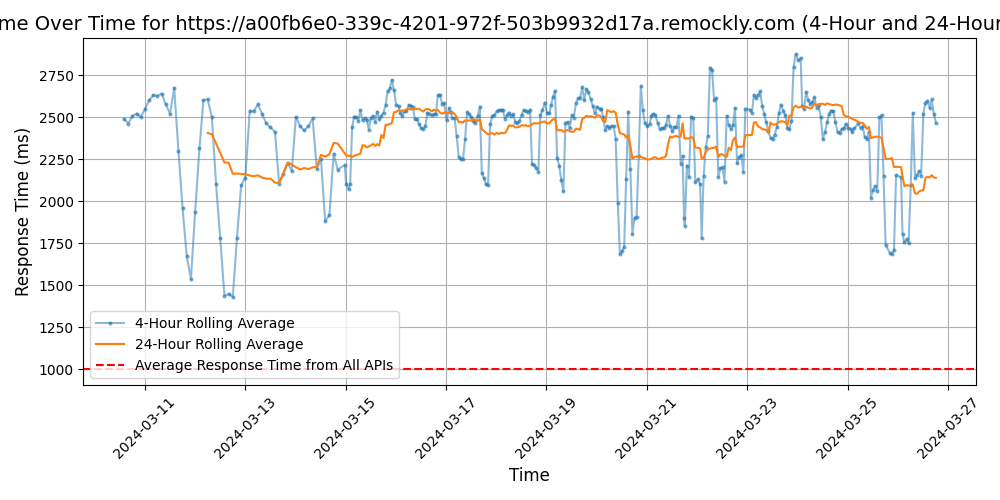 me Over Time for https://a00fb6e0-339c-4201-972f-503b9932d17a.remockly.com (4-Hour and 24-Hour
Response Time (ms)
2750
2500
2250
2000
1750
1500
1250
1000
4-Hour Rolling Average
24-Hour Rolling Average
Average Response Time from All APIs
2024-03-11
2024-03-13
2024-03-15
2024-03-17
2024-03-19
2024-03-21
2024-03-23
2024-03-25
2024-03-27
Time